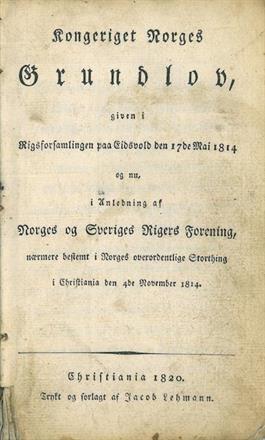 Kongeriget Norges
Grundlov,
given i
Rigsforsamlingen paa Eidsvold den 17de Mai 1814
og nu,
i Anledning af
Norges og Sveriges Rigers Forening,
nærmere bestemt i Norges overordentlige Storthing
i Christiania den 4de November 1814.
Christiania 1820.
Trykt og forlagt af Jacob Lehmann.